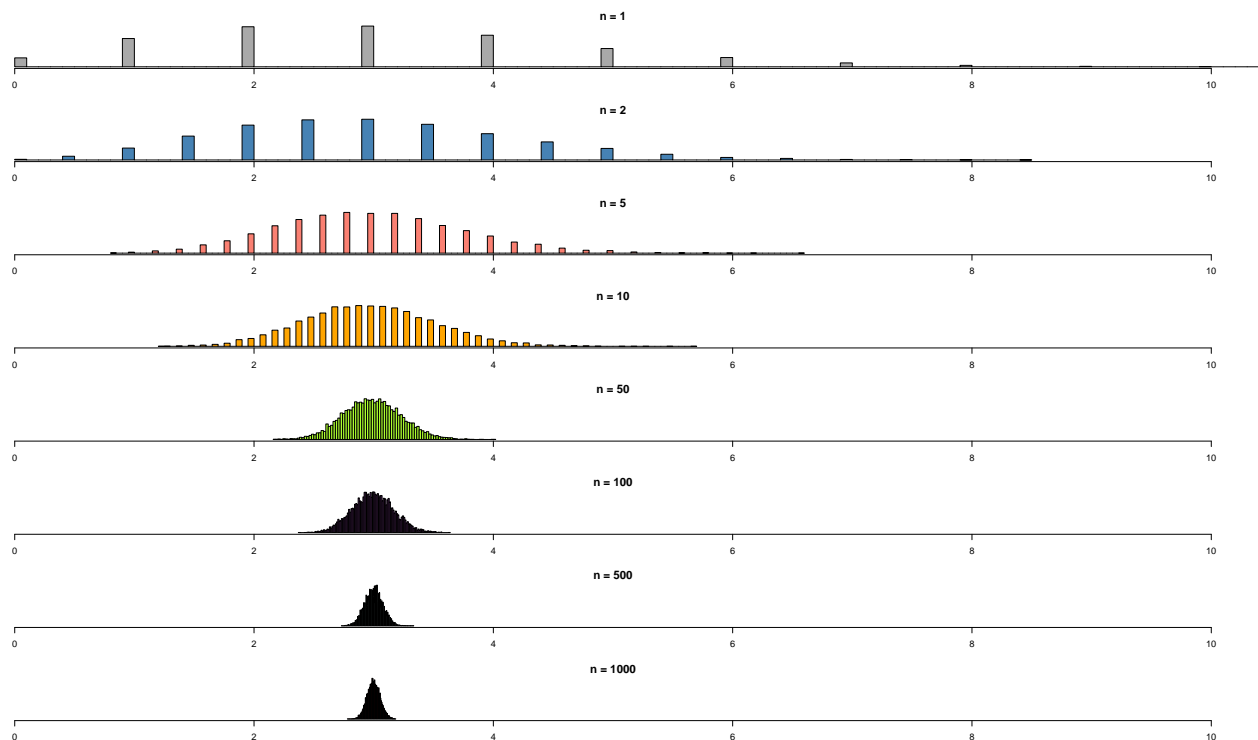 n = 1
0 2 4 6 8 10
n = 2
0 2 4 6 8 10
n = 5
0 2 4 6 8 10
n = 10
0 2 4 6 8 10
n = 50
0 2 4 6 8 10
n = 100
0 2 4 6 8 10
n = 500
0 2 4 6 8 10
n = 1000
0 2 4 6 8 10